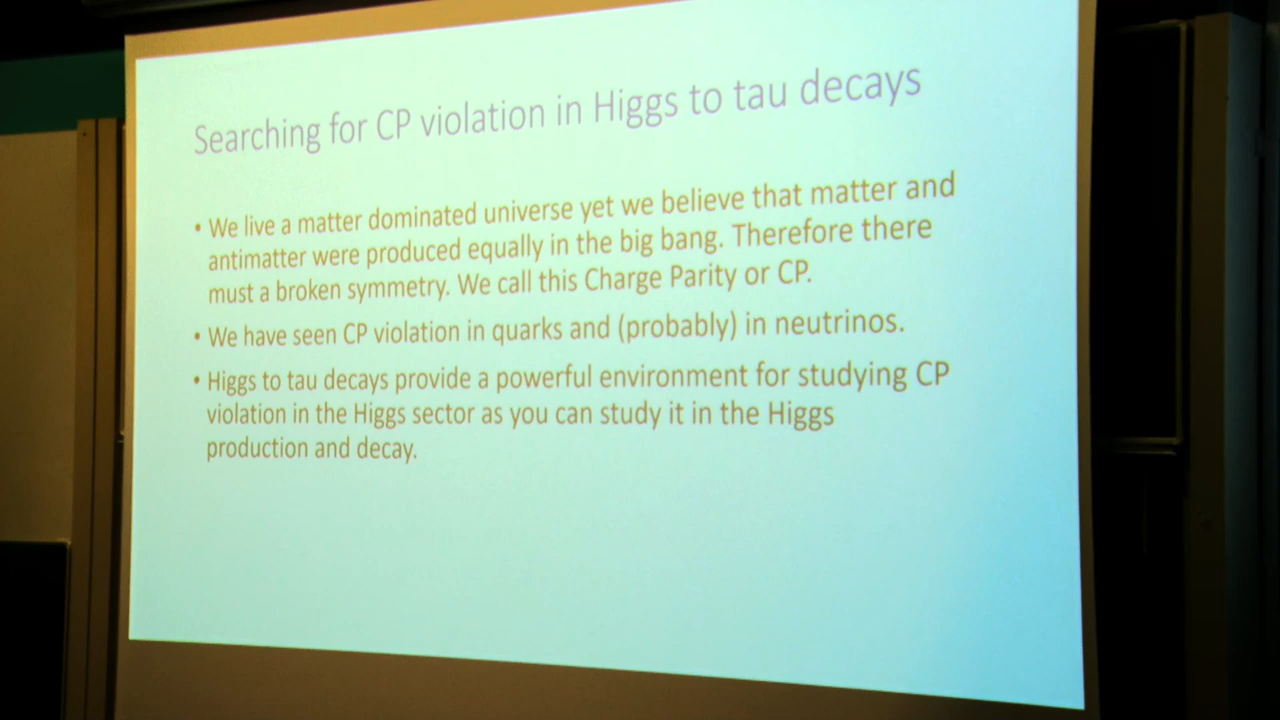 Searching for CP violation in Higgs to tau decays
• We live a matter dominated universe yet we believe that matter and
antimatter were produced equally in the big bang. Therefore there
must a broken symmetry. We call this Charge Parity or CP.
• We have seen CP violation in quarks and (probably) in neutrinos.
• Higgs to tau decays provide a powerful environment for studying CP
violation in the Higgs sector as you can study it in the Higgs
production and decay.